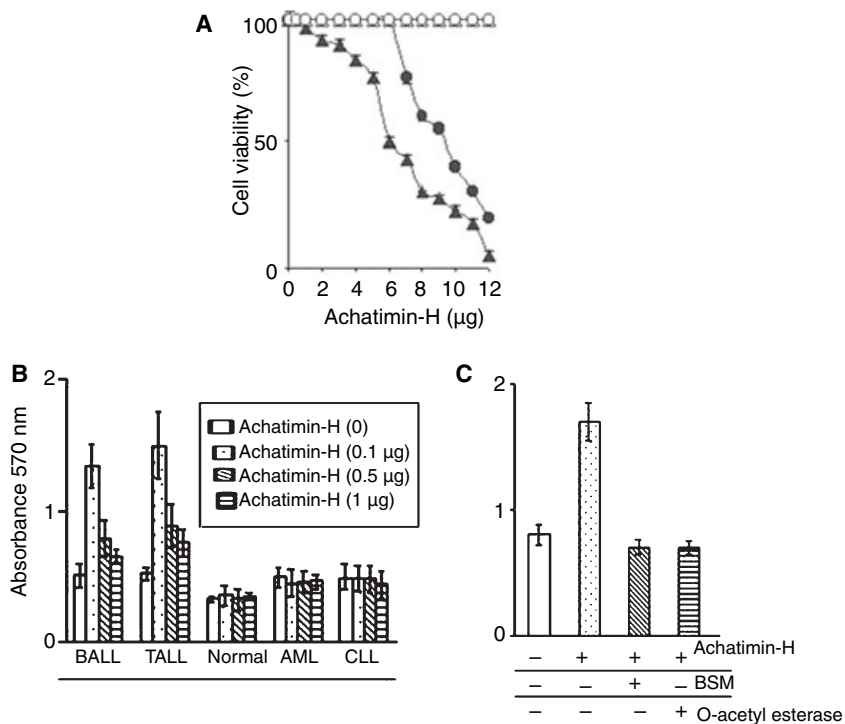 A
Cell viability (%)
100
50
0
0 2 4 6 8 10 12
Achatimin-H (µg)
B
Absorbance 570 nm
2
1
0
Achatimin-H (0)
Achatimin-H (0.1 µg)
Achatimin-H (0.5 µg)
Achatimin-H (1 µg)
BALL TALL Normal AML CLL
C
2
1
0
– + + + Achatimin-H
– – + – BSM
– – – + O-acetyl esterase